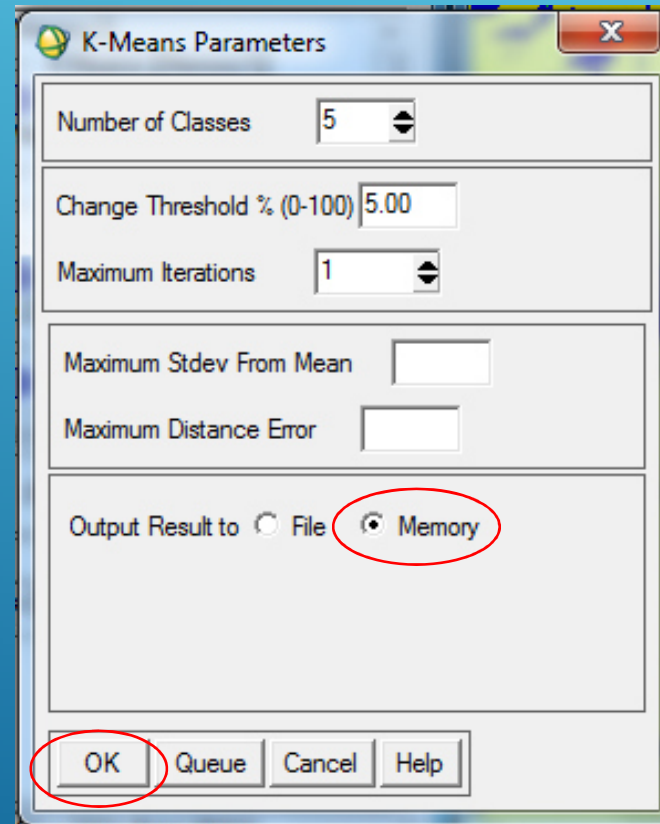 K-Means Parameters
Number of Classes 5
Change Threshold % (0-100) 5.00
Maximum Iterations 1
Maximum Stdev From Mean
Maximum Distance Error
Output Result to File Memory
OK Queue Cancel Help